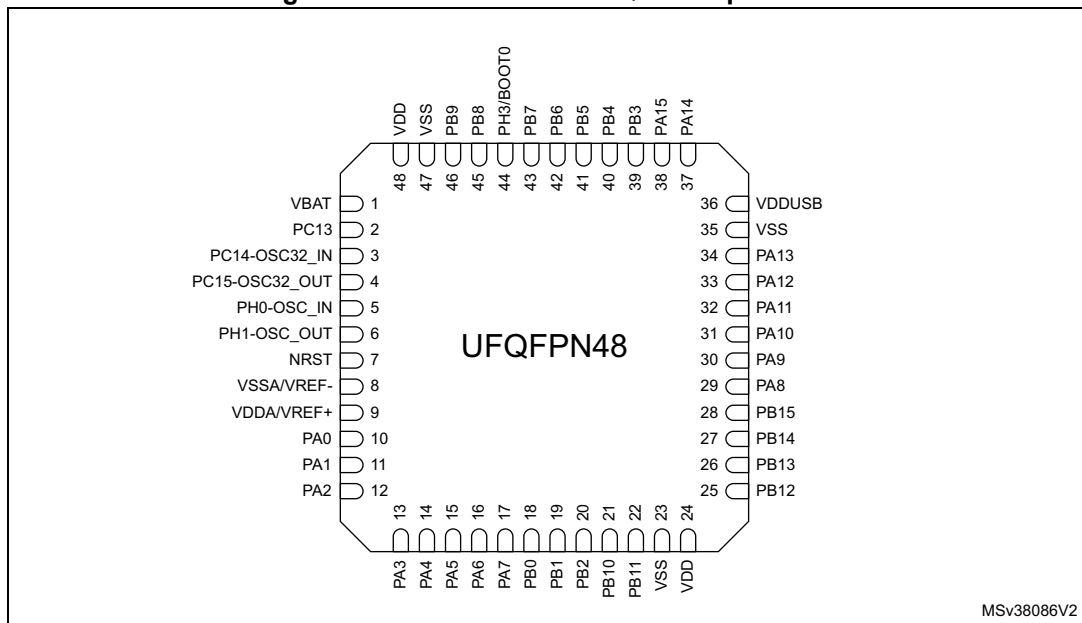 VDD
VSS
PB9
PB8
PH3/BOOT0
PB7
PB6
PB5
PB4
PB3
PA15
PA14
48
47
46
45
44
43
42
41
40
39
38
37
VBAT 1
PC13 2
PC14-OSC32_IN 3
PC15-OSC32_OUT 4
PH0-OSC_IN 5
PH1-OSC_OUT 6
NRST 7
VSSA/VREF- 8
VDDA/VREF+ 9
PA0 10
PA1 11
PA2 12
UFQFPN48
36 VDDUSB
35 VSS
34 PA13
33 PA12
32 PA11
31 PA10
30 PA9
29 PA8
28 PB15
27 PB14
26 PB13
25 PB12
13
14
15
16
17
18
19
20
21
22
23
24
PA3
PA4
PA5
PA6
PA7
PB0
PB1
PB2
PB10
PB11
VSS
VDD
MSv38086V2